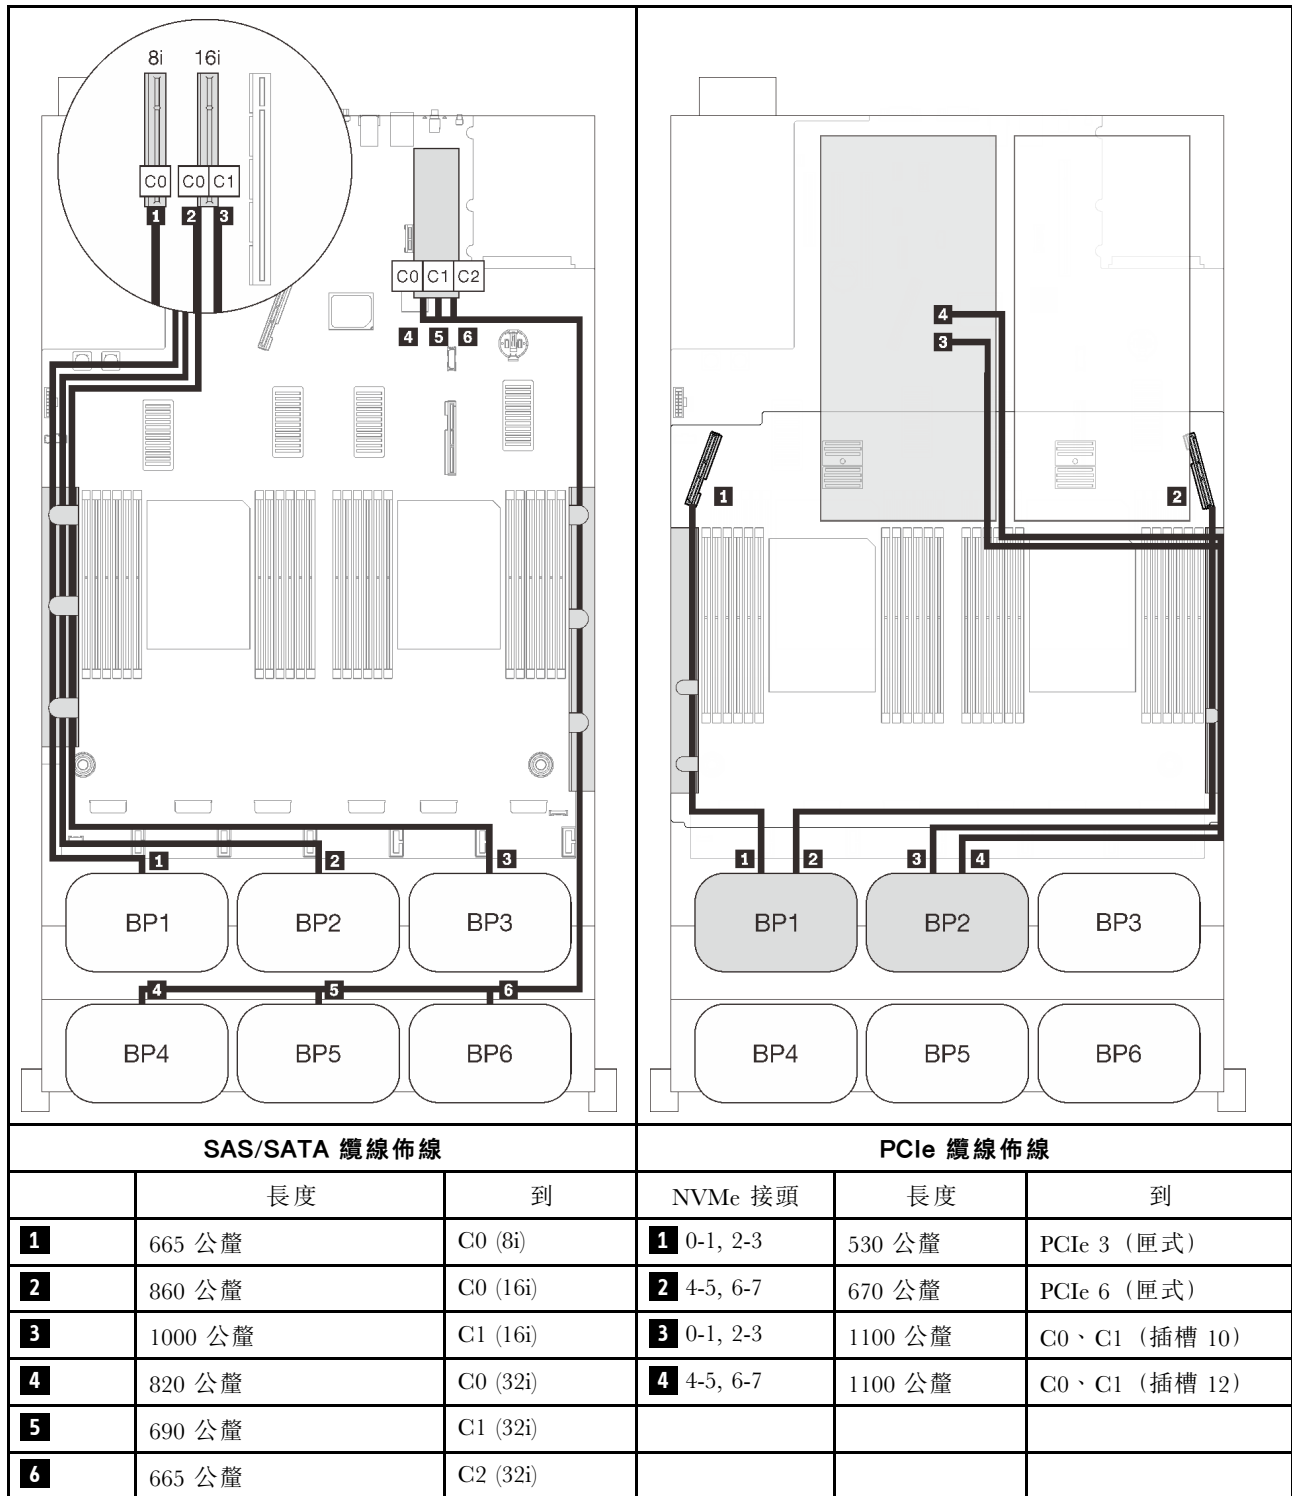 8i 16i
C0 C0 C1
1 2 3
C0 C1 C2
4 5 6
1 2 3
BP1 BP2 BP3
4 5 6
BP4 BP5 BP6
4
3
1 2
1 2 3 4
BP1 BP2 BP3
BP4 BP5 BP6
SAS/SATA 纜線佈線 PCIe 纜線佈線
長度 到 NVMe 接頭 長度 到
1 665 公釐 C0 (8i) 1 0-1, 2-3 530 公釐 PCIe 3（匣式）
2 860 公釐 C0 (16i) 2 4-5, 6-7 670 公釐 PCIe 6（匣式）
3 1000 公釐 C1 (16i) 3 0-1, 2-3 1100 公釐 C0、C1（插槽 10）
4 820 公釐 C0 (32i) 4 4-5, 6-7 1100 公釐 C0、C1（插槽 12）
5 690 公釐 C1 (32i)
6 665 公釐 C2 (32i)